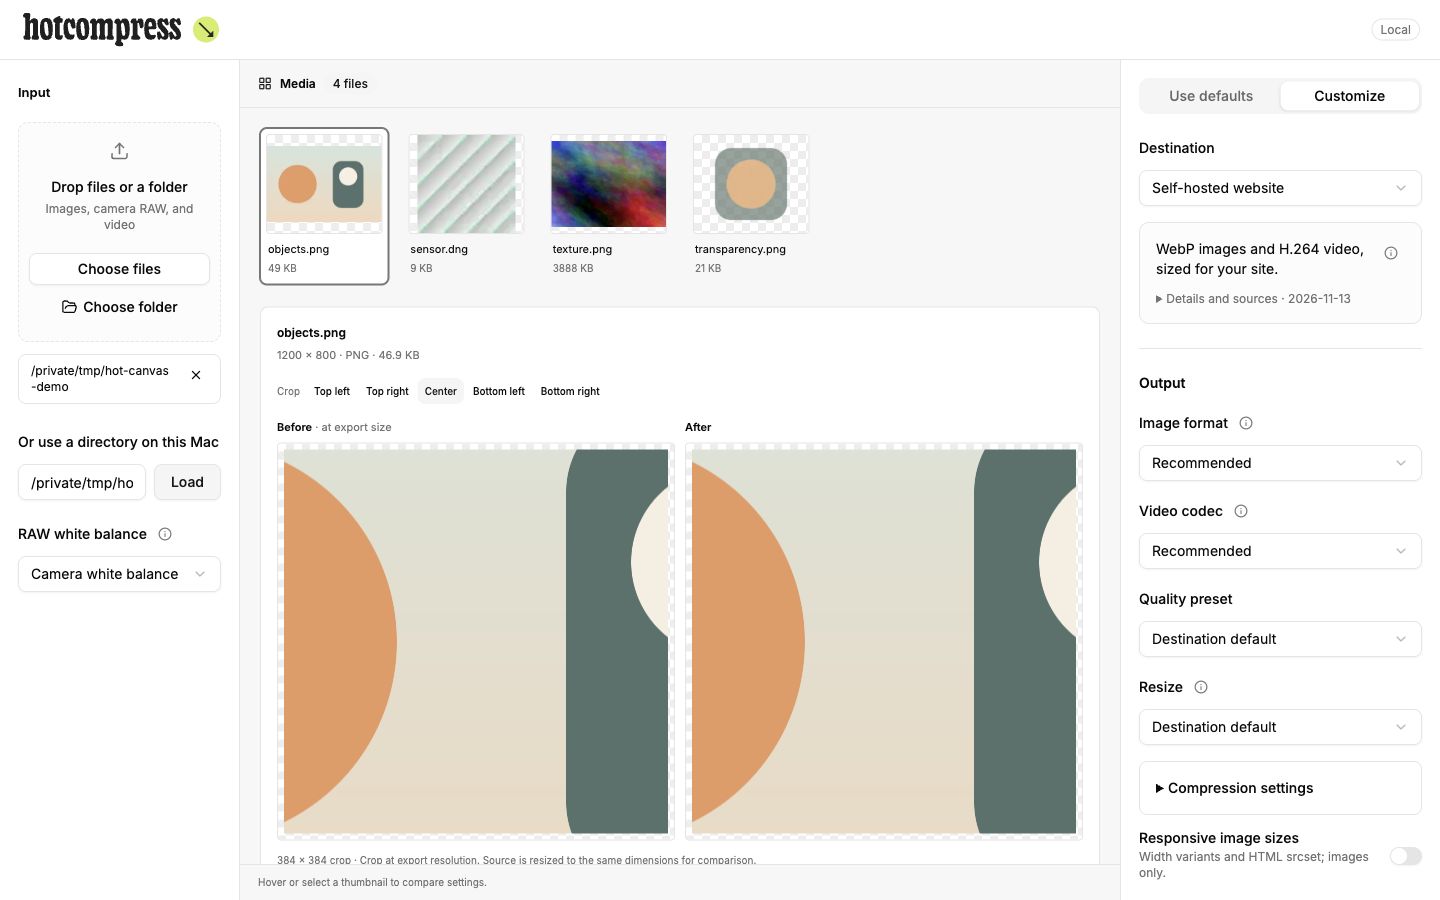 hotcompress
Local
Input
Drop files or a folder
Images, camera RAW, and
video
Choose files
Choose folder
/private/tmp/hot-canvas
-demo
Or use a directory on this Mac
/private/tmp/ho
Load
RAW white balance
Camera white balance
Media 4 files
objects.png
49 KB
sensor.dng
9 KB
texture.png
3888 KB
transparency.png
21 KB
objects.png
1200 × 800 · PNG · 46.9 KB
Crop Top left Top right Center Bottom left Bottom right
Before · at export size
After
384 × 384 crop · Crop at export resolution. Source is resized to the same dimensions for comparison.
Hover or select a thumbnail to compare settings.
Use defaults
Customize
Destination
Self-hosted website
WebP images and H.264 video,
sized for your site.
Details and sources · 2026-11-13
Output
Image format
Recommended
Video codec
Recommended
Quality preset
Destination default
Resize
Destination default
Compression settings
Responsive image sizes
Width variants and HTML srcset; images
only.